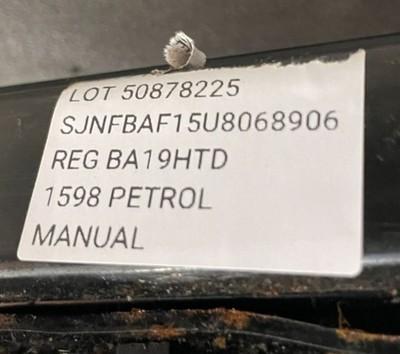 LOT 50878225
SJNFBAF15U8068906
REG BA19HTD
1598 PETROL
MANUAL